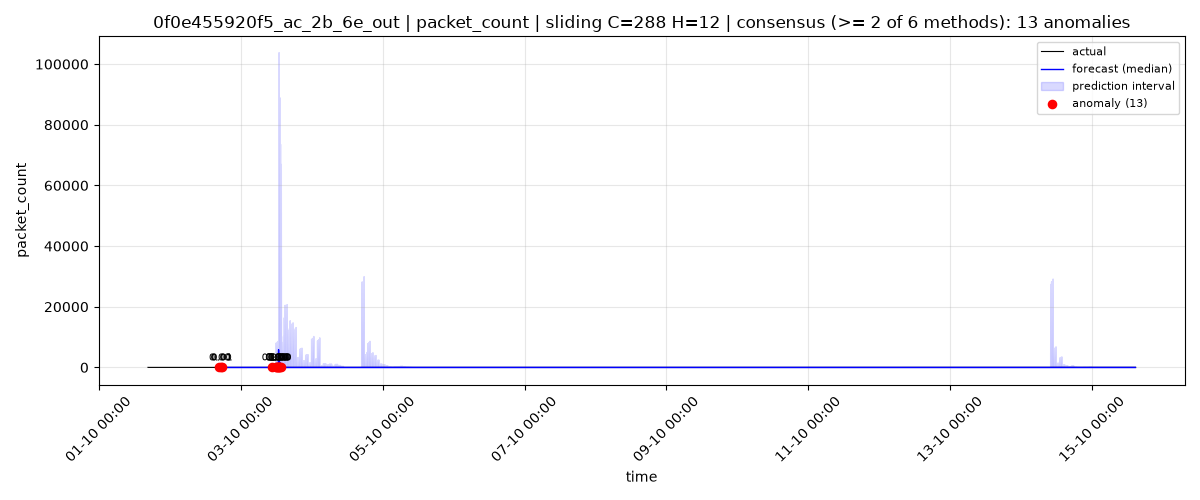 0f0e455920f5_ac_2b_6e_out | packet_count | sliding C=288 H=12 | consensus (>= 2 of 6 methods): 13 anomalies
actual
forecast (median)
prediction interval
anomaly (13)
100000
80000
60000
40000
20000
0
packet_count
01-10 00:00
03-10 00:00
05-10 00:00
07-10 00:00
09-10 00:00
11-10 00:00
13-10 00:00
15-10 00:00
time